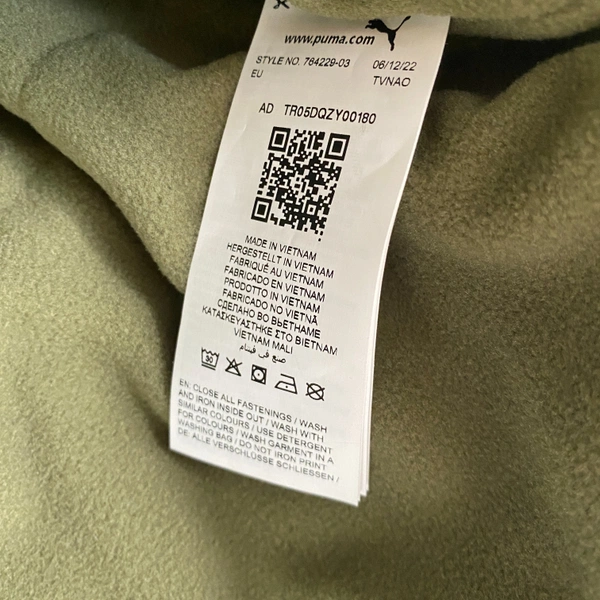 www.puma.com
STYLE NO. 764229-03 06/12/22
EU TVNAO
AD TR05DQZY00180
MADE IN VIETNAM
HERGESTELLT IN VIETNAM
FABRIQUÉ AU VIETNAM
FABRICADO EN VIETNAM
PRODOTTO IN VIETNAM
FABRICADO NO VIETNÃ
СДЕЛАНО ВО ВЬЕТНАМЕ
ΚΑΤΑΣΚΕΥΑΣΤΗΚΕ ΣΤΟ ΒΙΕΤΝΑΜ
VİETNAM MALI
صنع في فيتنام
30
EN: CLOSE ALL FASTENINGS / WASH
AND IRON INSIDE OUT / WASH WITH
SIMILAR COLOURS / USE DETERGENT
FOR COLOURS / WASH GARMENT IN A
WASHING BAG / DO NOT IRON PRINT
DE: ALLE VERSCHLÜSSE SCHLIESSEN /